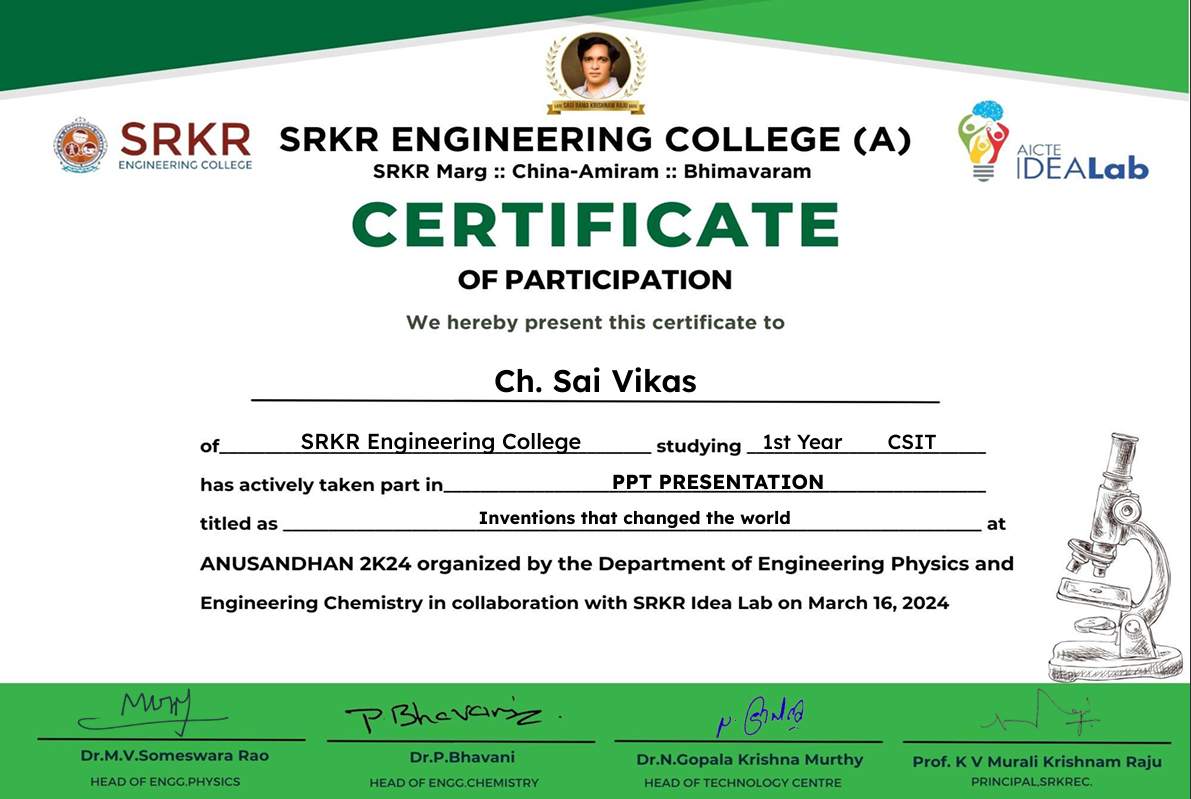 LATE SAGI RAMA KRISHNAM RAJU GARU
SRKR
ENGINEERING COLLEGE
SRKR ENGINEERING COLLEGE (A)
SRKR Marg :: China-Amiram :: Bhimavaram
AICTE
IDEALab
CERTIFICATE
OF PARTICIPATION
We hereby present this certificate to
Ch. Sai Vikas
of SRKR Engineering College studying 1st Year CSIT
has actively taken part in PPT PRESENTATION
titled as Inventions that changed the world at
ANUSANDHAN 2K24 organized by the Department of Engineering Physics and
Engineering Chemistry in collaboration with SRKR Idea Lab on March 16, 2024
P.Bhavani
Dr.M.V.Someswara Rao
HEAD OF ENGG.PHYSICS
Dr.P.Bhavani
HEAD OF ENGG.CHEMISTRY
Dr.N.Gopala Krishna Murthy
HEAD OF TECHNOLOGY CENTRE
Prof. K V Murali Krishnam Raju
PRINCIPAL,SRKREC.